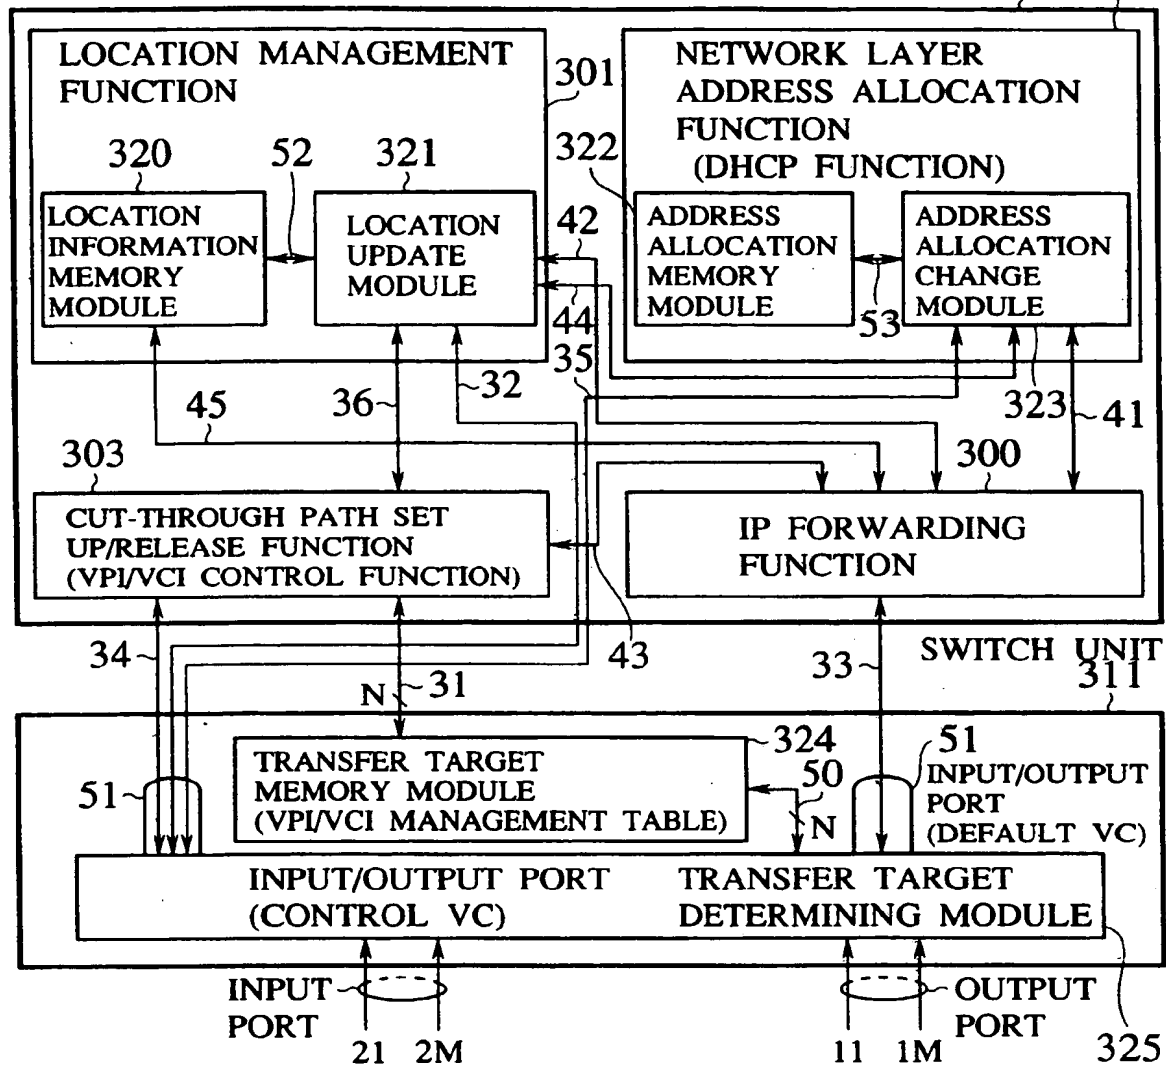 LOCATION MANAGEMENT
FUNCTION
301
NETWORK LAYER
ADDRESS ALLOCATION
FUNCTION
(DHCP FUNCTION)
320
52
321
322
LOCATION
INFORMATION
MEMORY
MODULE
LOCATION
UPDATE
MODULE
42
44
ADDRESS
ALLOCATION
MEMORY
MODULE
53
ADDRESS
ALLOCATION
CHANGE
MODULE
35
32
36
45
323
41
303
300
CUT-THROUGH PATH SET
UP/RELEASE FUNCTION
(VPI/VCI CONTROL FUNCTION)
IP FORWARDING
FUNCTION
34
31
N
43
33
SWITCH UNIT
311
51
TRANSFER TARGET
MEMORY MODULE
(VPI/VCI MANAGEMENT TABLE)
324
50
N
51
INPUT/OUTPUT
PORT
(DEFAULT VC)
INPUT/OUTPUT PORT
(CONTROL VC)
TRANSFER TARGET
DETERMINING MODULE
INPUT
PORT
21
2M
11
1M
OUTPUT
PORT
325